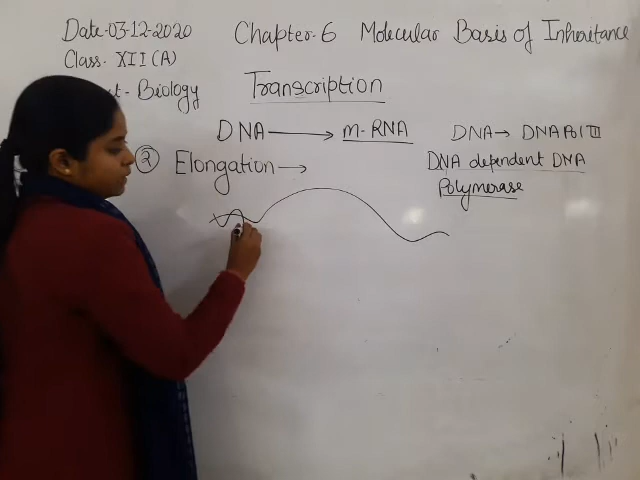 Date-03-12-2020
Chapter-6 Molecular Basis of Inheritance
Class- XII(A)
Biology
Transcription
DNA → m-RNA
DNA → DNA Pol III
② Elongation →
DNA dependent DNA
Polymerase